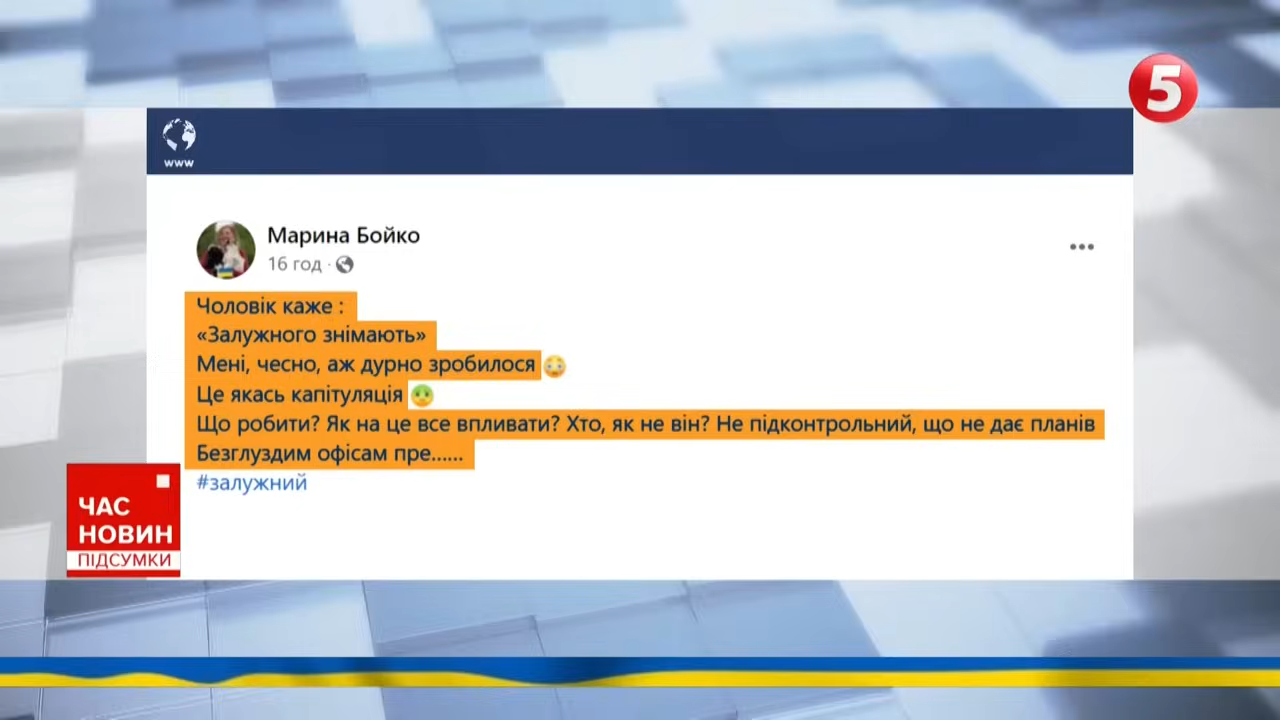 5
www
Марина Бойко
16 год ·
Чоловік каже :
«Залужного знімають»
Мені, чесно, аж дурно зробилося 😳
Це якась капітуляція 🤢
Що робити? Як на це все впливати? Хто, як не він? Не підконтрольний, що не дає планів
Безглуздим офісам пре......
#залужний
ЧАС
НОВИН
ПІДСУМКИ